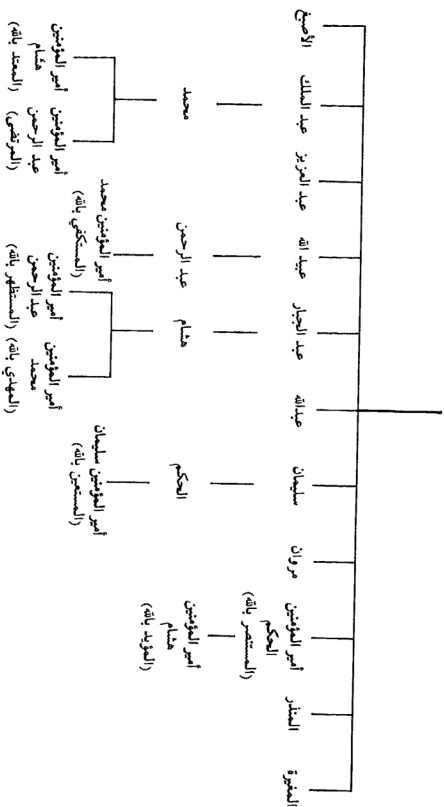 المغيرة
المنذر
أمير المؤمنين
الحكم
(المستنصر بالله)
مروان
سليمان
عبدالله
عبد الجبار
عبيد الله
عبد العزيز
عبد الملك
الأصبغ
أمير المؤمنين
هشام
(المؤيد بالله)
الحكم
هشام
عبد الرحمن
محمد
أمير المؤمنين سليمان
(المستعين بالله)
أمير المؤمنين
محمد
(المهدي بالله)
أمير المؤمنين
عبد الرحمن
(المستظهر بالله)
أمير المؤمنين محمد
(المستكفي بالله)
أمير المؤمنين
عبد الرحمن
(المرتضى)
أمير المؤمنين
هشام
(المعتد بالله)